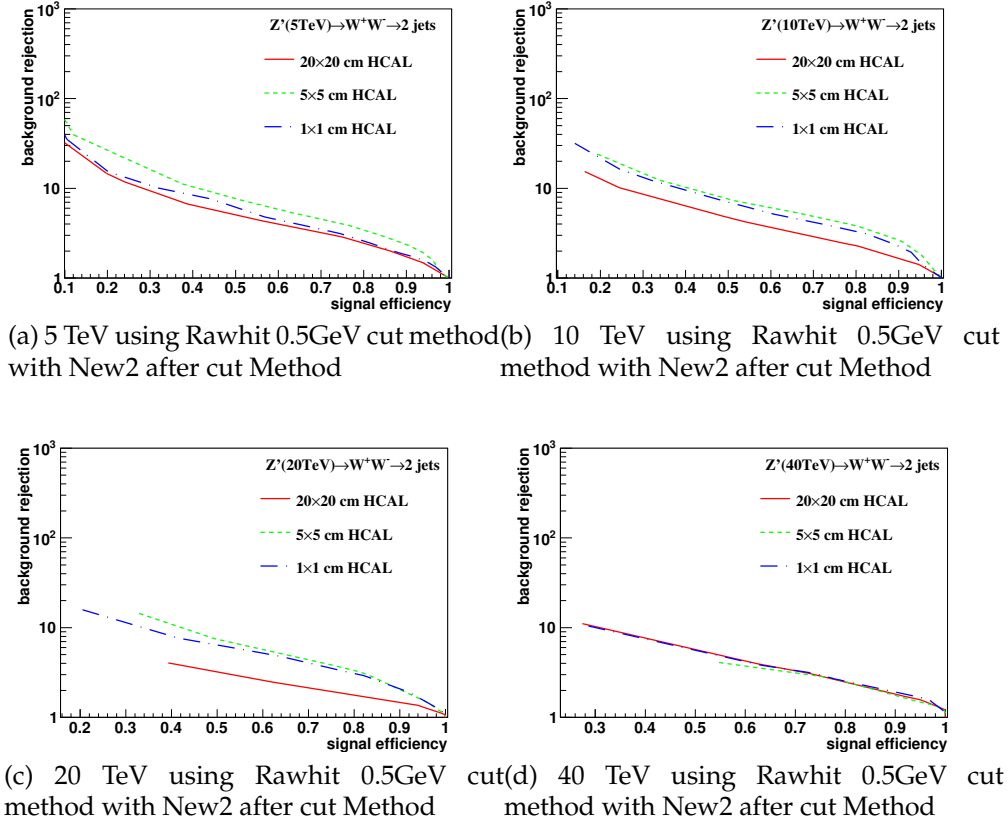 Z'(5TeV)→W⁺W⁻→2 jets
20×20 cm HCAL
5×5 cm HCAL
1×1 cm HCAL
background rejection
10³
10²
10
1
0.1 0.2 0.3 0.4 0.5 0.6 0.7 0.8 0.9 1
signal efficiency
(a) 5 TeV using Rawhit 0.5GeV cut method
with New2 after cut Method
Z'(10TeV)→W⁺W⁻→2 jets
20×20 cm HCAL
5×5 cm HCAL
1×1 cm HCAL
background rejection
10³
10²
10
1
0.1 0.2 0.3 0.4 0.5 0.6 0.7 0.8 0.9 1
signal efficiency
(b) 10 TeV using Rawhit 0.5GeV cut
method with New2 after cut Method
Z'(20TeV)→W⁺W⁻→2 jets
20×20 cm HCAL
5×5 cm HCAL
1×1 cm HCAL
background rejection
10³
10²
10
1
0.2 0.3 0.4 0.5 0.6 0.7 0.8 0.9 1
signal efficiency
(c) 20 TeV using Rawhit 0.5GeV cut
method with New2 after cut Method
Z'(40TeV)→W⁺W⁻→2 jets
20×20 cm HCAL
5×5 cm HCAL
1×1 cm HCAL
background rejection
10³
10²
10
1
0.3 0.4 0.5 0.6 0.7 0.8 0.9 1
signal efficiency
(d) 40 TeV using Rawhit 0.5GeV cut
method with New2 after cut Method